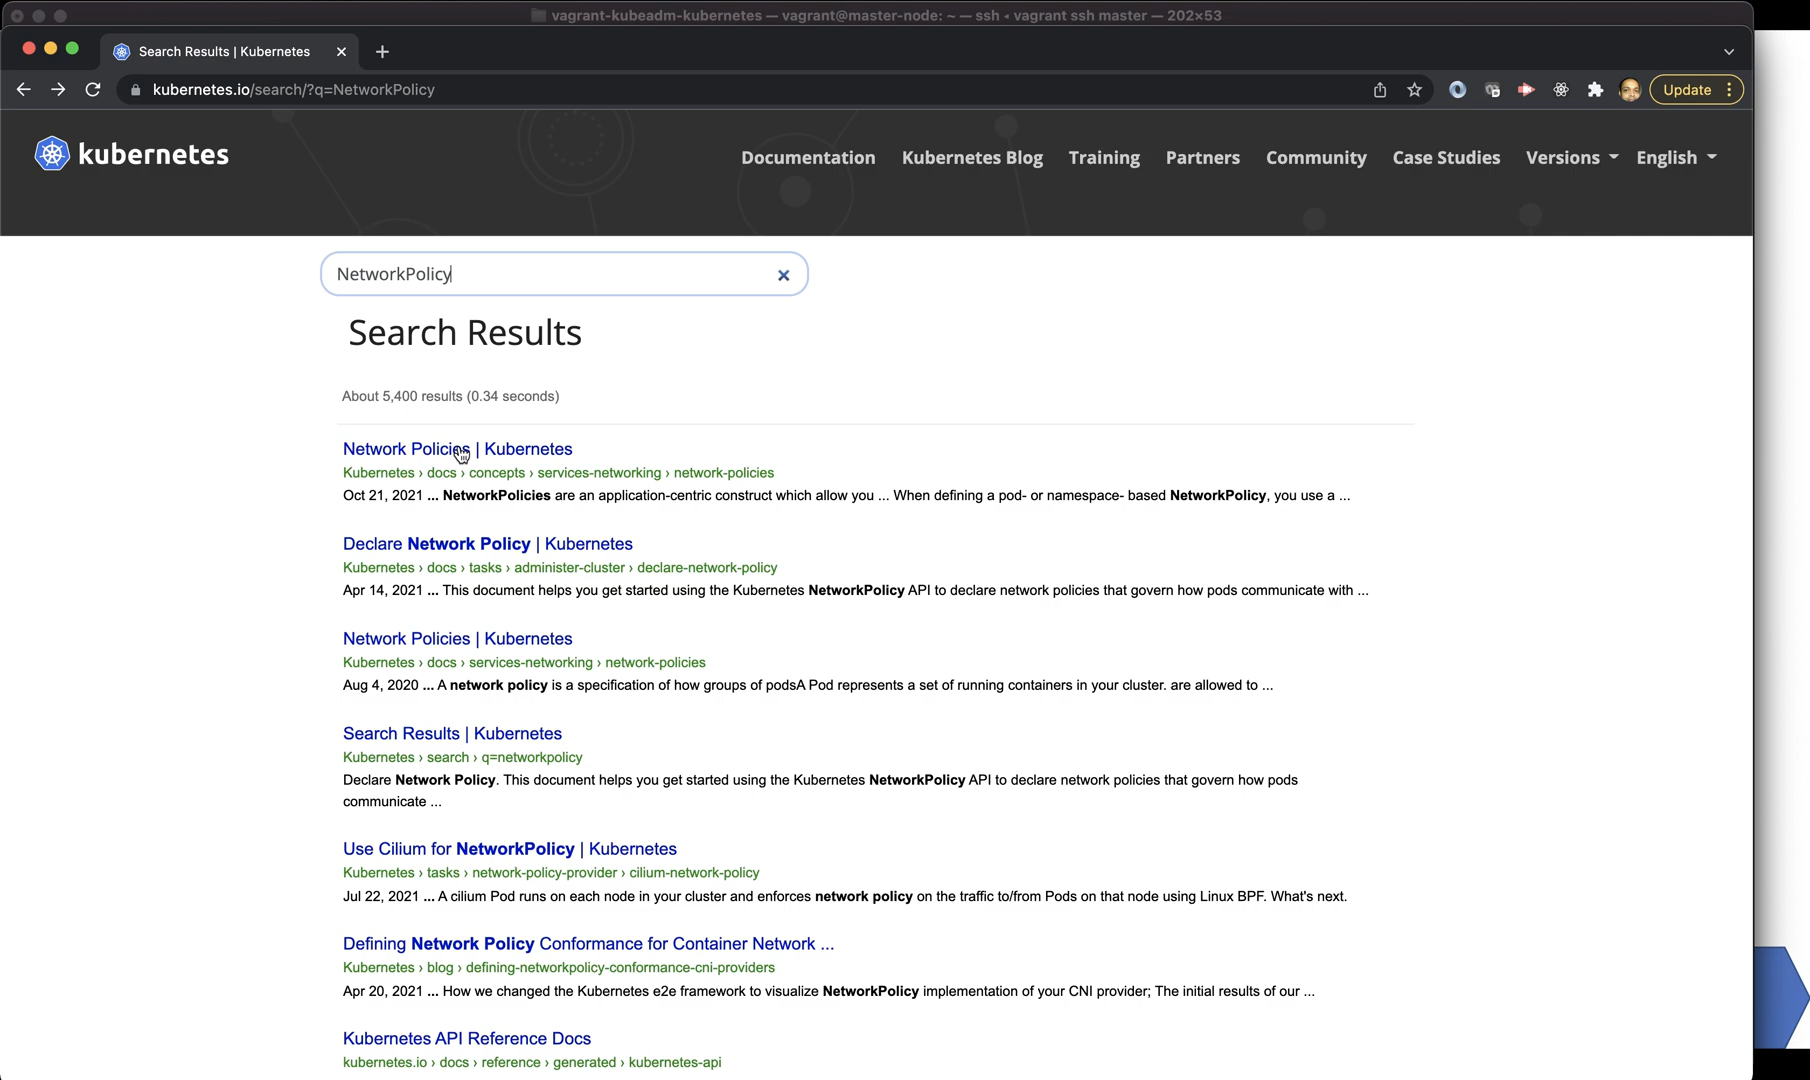 vagrant-kubeadm-kubernetes — vagrant@master-node: ~ — ssh ◂ vagrant ssh master — 202×53
Search Results | Kubernetes
kubernetes.io/search/?q=NetworkPolicy
Update
kubernetes
Documentation Kubernetes Blog Training Partners Community Case Studies Versions English
NetworkPolicy
Search Results
About 5,400 results (0.34 seconds)
Network Policies | Kubernetes
Kubernetes › docs › concepts › services-networking › network-policies
Oct 21, 2021 ... NetworkPolicies are an application-centric construct which allow you ... When defining a pod- or namespace- based NetworkPolicy, you use a ...
Declare Network Policy | Kubernetes
Kubernetes › docs › tasks › administer-cluster › declare-network-policy
Apr 14, 2021 ... This document helps you get started using the Kubernetes NetworkPolicy API to declare network policies that govern how pods communicate with ...
Network Policies | Kubernetes
Kubernetes › docs › services-networking › network-policies
Aug 4, 2020 ... A network policy is a specification of how groups of podsA Pod represents a set of running containers in your cluster. are allowed to ...
Search Results | Kubernetes
Kubernetes › search › q=networkpolicy
Declare Network Policy. This document helps you get started using the Kubernetes NetworkPolicy API to declare network policies that govern how pods
communicate ...
Use Cilium for NetworkPolicy | Kubernetes
Kubernetes › tasks › network-policy-provider › cilium-network-policy
Jul 22, 2021 ... A cilium Pod runs on each node in your cluster and enforces network policy on the traffic to/from Pods on that node using Linux BPF. What's next.
Defining Network Policy Conformance for Container Network ...
Kubernetes › blog › defining-networkpolicy-conformance-cni-providers
Apr 20, 2021 ... How we changed the Kubernetes e2e framework to visualize NetworkPolicy implementation of your CNI provider; The initial results of our ...
Kubernetes API Reference Docs
kubernetes.io › docs › reference › generated › kubernetes-api